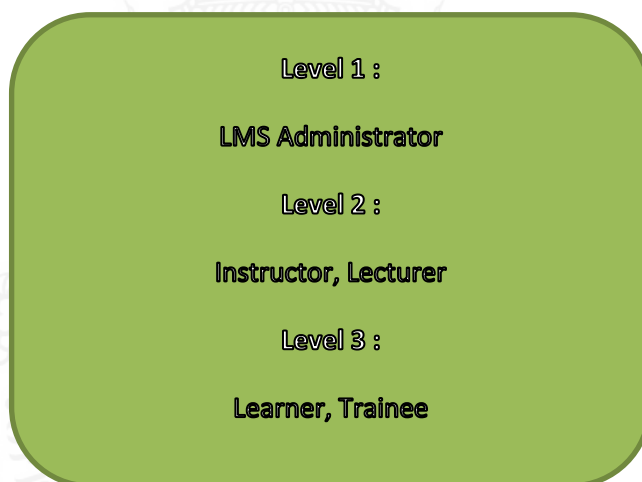 Level 1 :
LMS Administrator
Level 2 :
Instructor, Lecturer
Level 3 :
Learner, Trainee